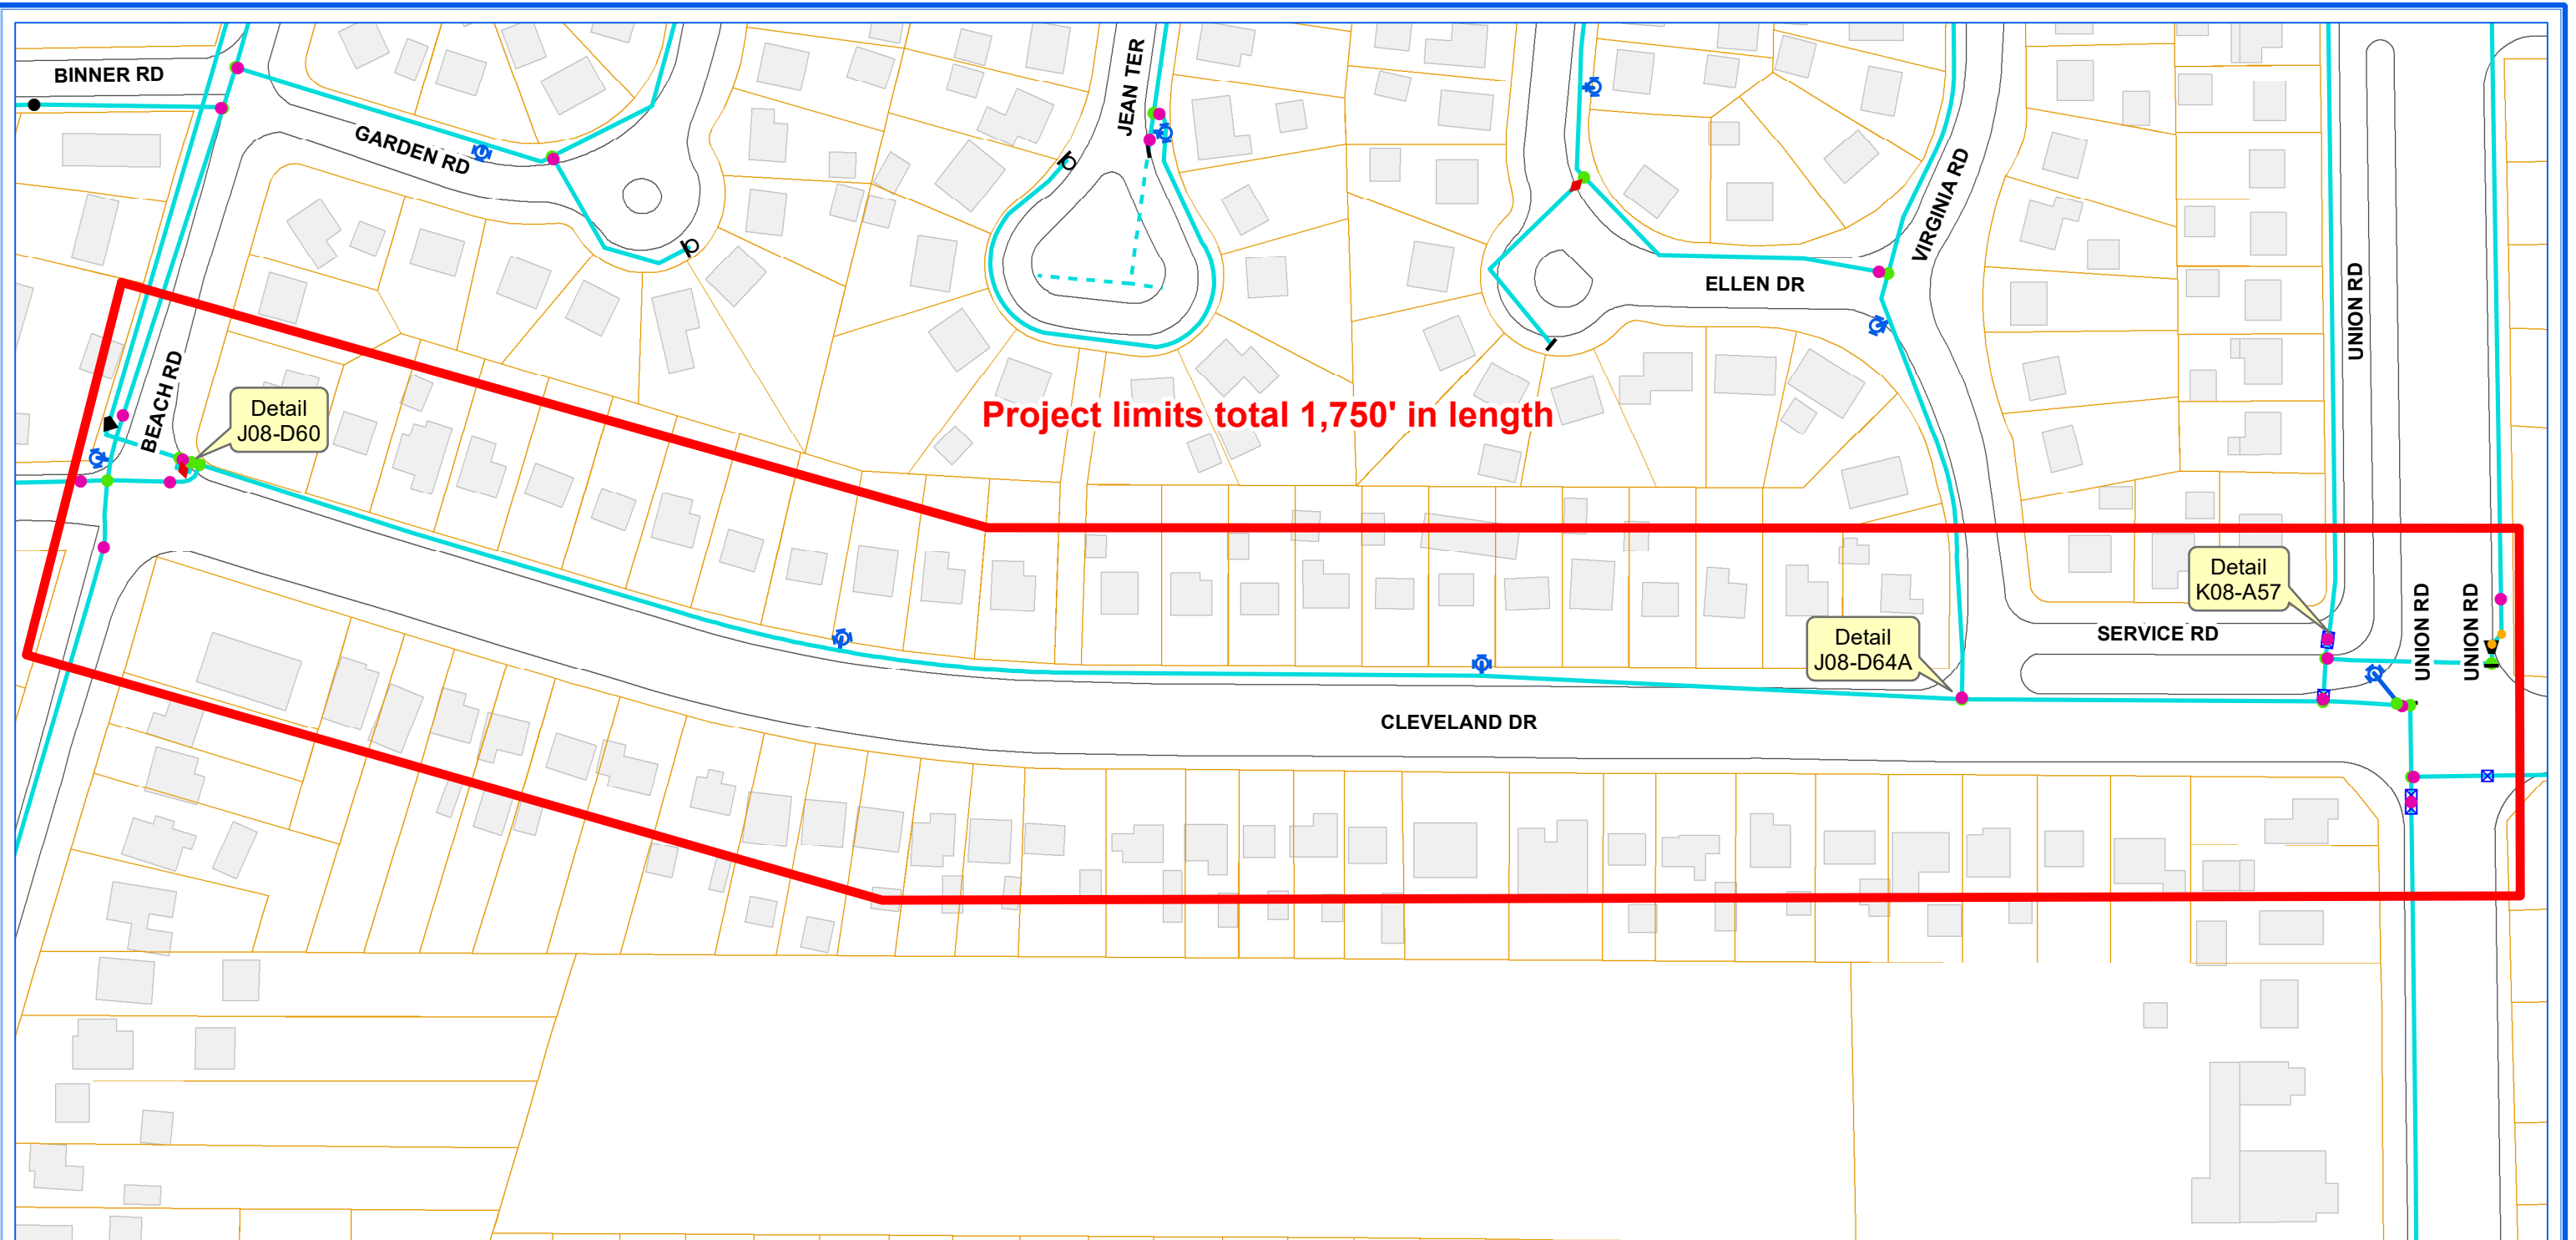 BINNER RD
GARDEN RD
JEAN TER
VIRGINIA RD
ELLEN DR
UNION RD
BEACH RD
Detail
J08-D60
Project limits total 1,750' in length
Detail
K08-A57
SERVICE RD
UNION RD
UNION RD
Detail
J08-D64A
CLEVELAND DR